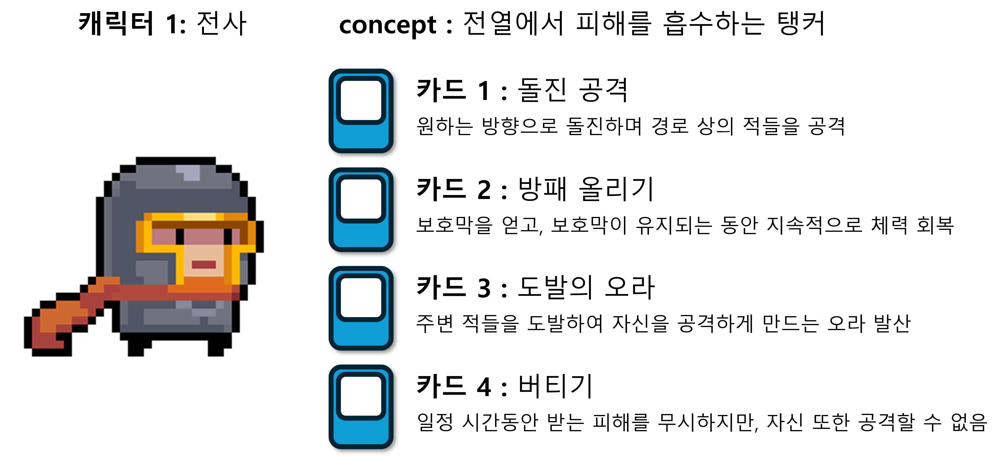 캐릭터 1: 전사
concept : 전열에서 피해를 흡수하는 탱커
카드 1 : 돌진 공격
원하는 방향으로 돌진하며 경로 상의 적들을 공격
카드 2 : 방패 올리기
보호막을 얻고, 보호막이 유지되는 동안 지속적으로 체력 회복
카드 3 : 도발의 오라
주변 적들을 도발하여 자신을 공격하게 만드는 오라 발산
카드 4 : 버티기
일정 시간동안 받는 피해를 무시하지만, 자신 또한 공격할 수 없음